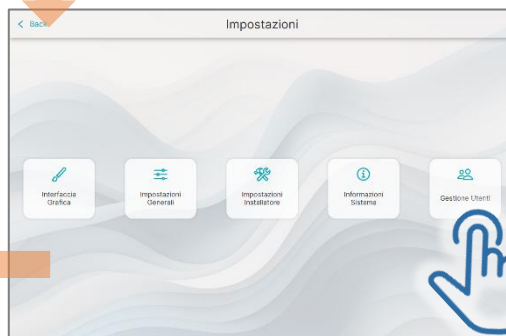 < Back
Impostazioni
Interfaccia
Grafica
Impostazioni
Generali
Impostazioni
Installatore
Informazioni
Sistema
Gestione Utenti